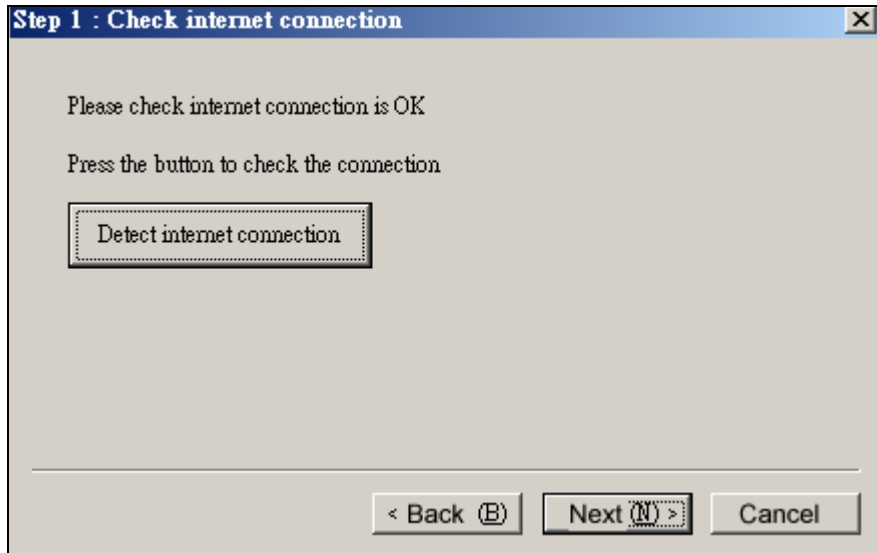 Step 1 : Check internet connection
Please check internet connection is OK
Press the button to check the connection
Detect internet connection
< Back (B)
Next (N) >
Cancel